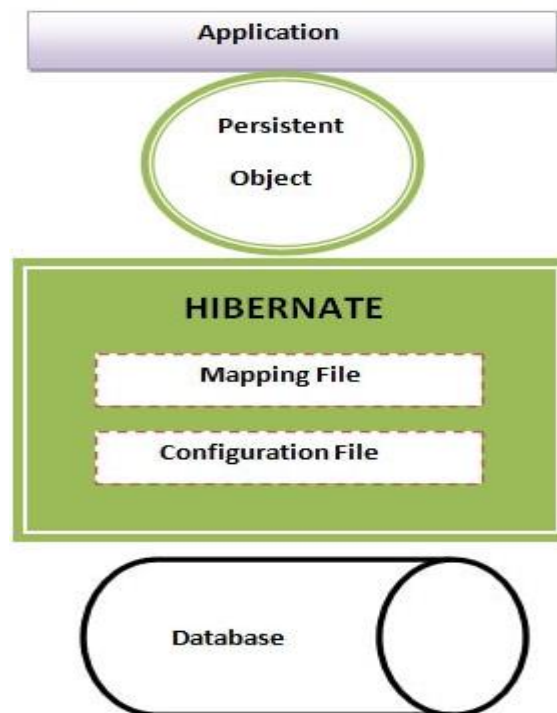 Application
Persistent
Object
HIBERNATE
Mapping File
Configuration File
Database